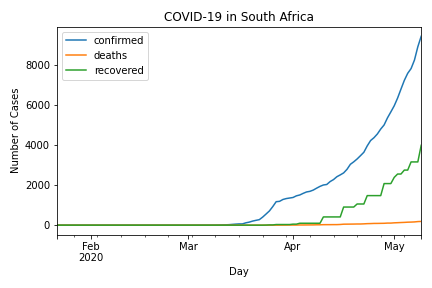 COVID-19 in South Africa
confirmed
deaths
recovered
Number of Cases
8000
6000
4000
2000
0
Feb
2020
Mar
Apr
May
Day